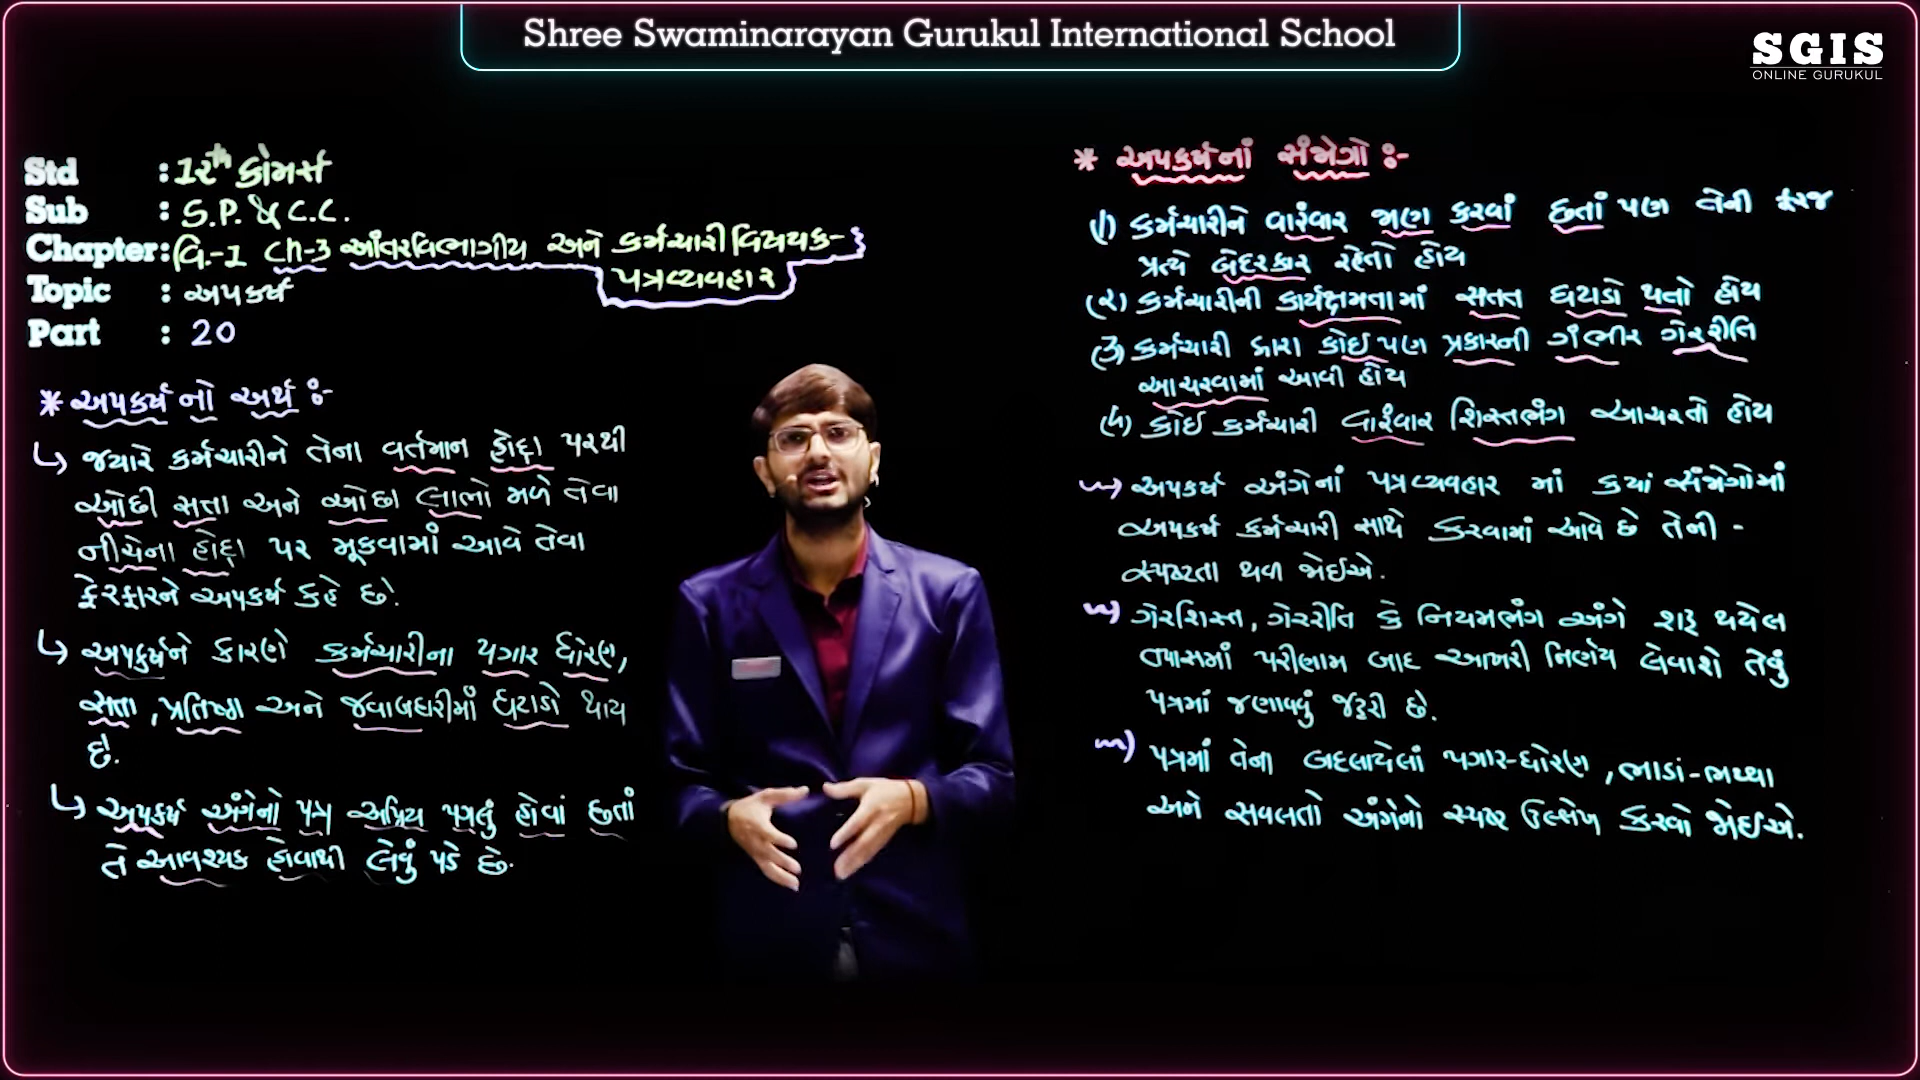 Shree Swaminarayan Gurukul International School
SGIS
ONLINE GURUKUL
Std : 12th કોમર્સ
Sub : S.P. & C.C.
Chapter: વિ.-1 Ch-3 આંતરવિભાગીય અને કર્મચારી વિષયક-
પત્રવ્યવહાર
Topic : અપકર્ષ
Part : 20
* અપકર્ષ નો અર્થ :-
જ્યારે કર્મચારીને તેના વર્તમાન હોદ્દા પરથી
ઓછી સત્તા અને ઓછા લાભો મળે તેવા
નીચેના હોદ્દા પર મૂકવામાં આવે તેવા
ફેરફારને અપકર્ષ કહે છે.
અપકર્ષને કારણે કર્મચારીના પગાર ધોરણ,
સત્તા, પ્રતિષ્ઠા અને જવાબદારીમાં ઘટાડો થાય
છે.
અપકર્ષ અંગેનો પત્ર અપ્રિય પગલું હોવાં છતાં
તે આવશ્યક હોવાથી લેવું પડે છે.
* અપકર્ષનાં સંજોગો :-
(૧) કર્મચારીને વારંવાર જાણ કરવાં છતાં પણ તેની ફરજ
પ્રત્યે બેદરકાર રહેતો હોય
(૨) કર્મચારીની કાર્યક્ષમતામાં સતત ઘટાડો થતો હોય
(૩) કર્મચારી દ્વારા કોઈ પણ પ્રકારની ગંભીર ગેરરીતિ
આચરવામાં આવી હોય
(૪) કોઈ કર્મચારી વારંવાર શિસ્તભંગ આચરતો હોય
અપકર્ષ અંગેનાં પત્રવ્યવહાર માં કયાં સંજોગોમાં
અપકર્ષ કર્મચારી સાથે કરવામાં આવે છે તેની -
સ્પષ્ટતા થવી જોઈએ.
ગેરશિસ્ત, ગેરરીતિ કે નિયમભંગ અંગે શરૂ થયેલ
તપાસમાં પરીણામ બાદ આખરી નિર્ણય લેવાશે તેવું
પત્રમાં જણાવવું જરૂરી છે.
પત્રમાં તેના બદલાયેલાં પગાર-ધોરણ, ભાડાં-ભથ્થા
અને સવલતો અંગેનો સ્પષ્ટ ઉલ્લેખ કરવો જોઈએ.